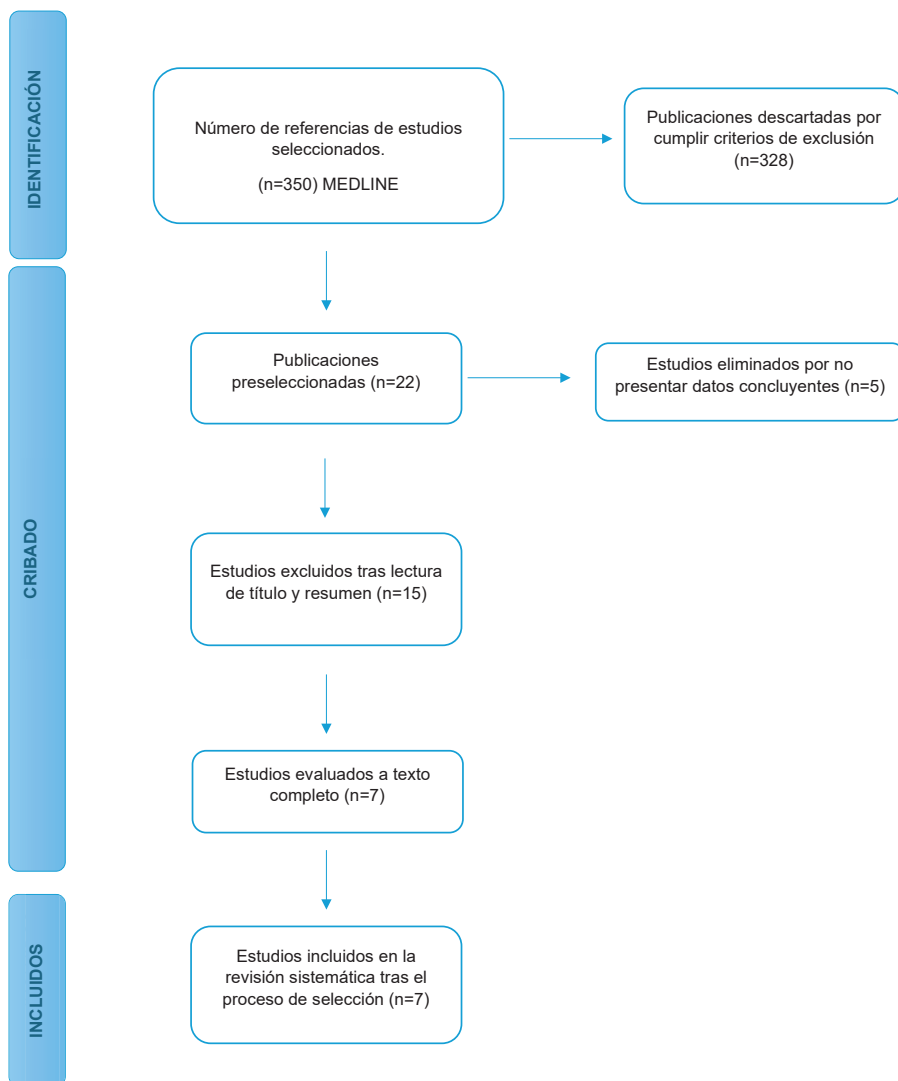 IDENTIFICACIÓN
Número de referencias de estudios
seleccionados.
(n=350) MEDLINE
Publicaciones descartadas por
cumplir criterios de exclusión
(n=328)
CRIBADO
Publicaciones
preseleccionadas (n=22)
Estudios eliminados por no
presentar datos concluyentes (n=5)
Estudios excluidos tras lectura
de título y resumen (n=15)
Estudios evaluados a texto
completo (n=7)
INCLUIDOS
Estudios incluidos en la
revisión sistemática tras el
proceso de selección (n=7)